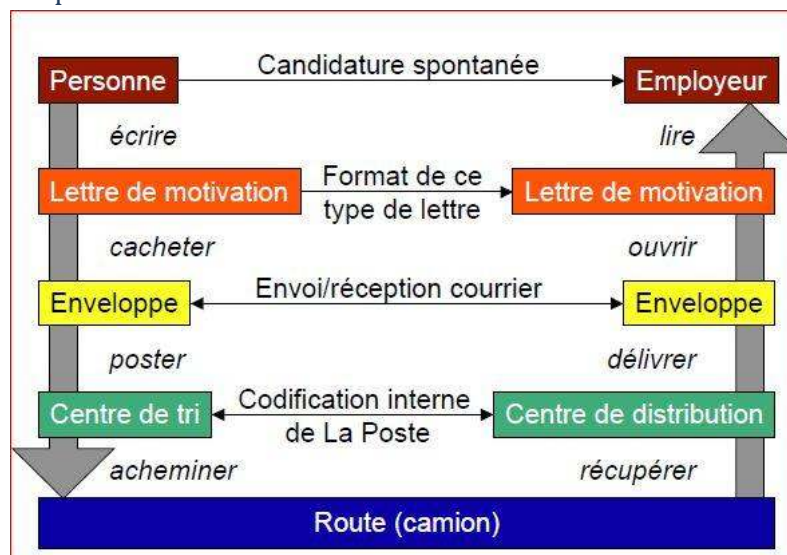 Candidature spontanée
Personne
Employeur
écrire
lire
Lettre de motivation
Format de ce
type de lettre
Lettre de motivation
cacheter
ouvrir
Enveloppe
Envoi/réception courrier
Enveloppe
poster
délivrer
Centre de tri
Codification interne
de La Poste
Centre de distribution
acheminer
récupérer
Route (camion)